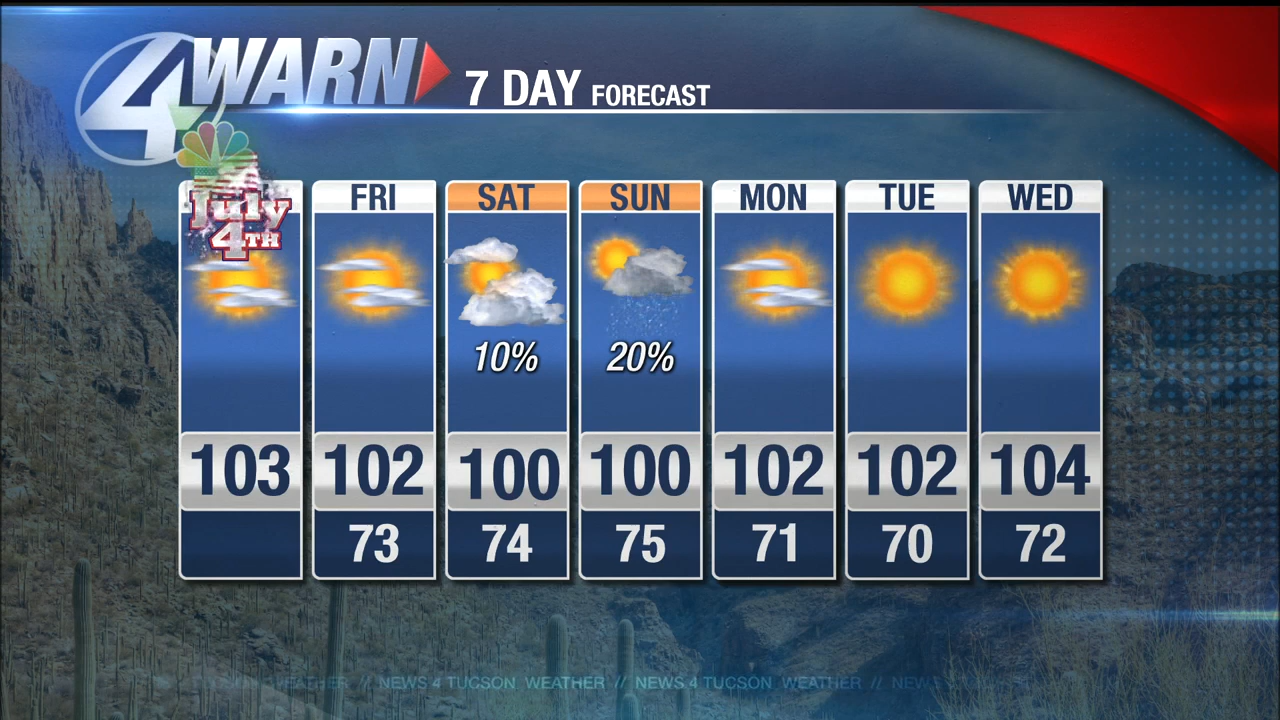 4WARN
7 DAY FORECAST
July
4TH
FRI
SAT
SUN
MON
TUE
WED
10%
20%
103
102
100
100
102
102
104
73
74
75
71
70
72
WEATHER // NEWS 4 TUCSON WEATHER // NEWS 4 TUCSON WEATHER // NEWS